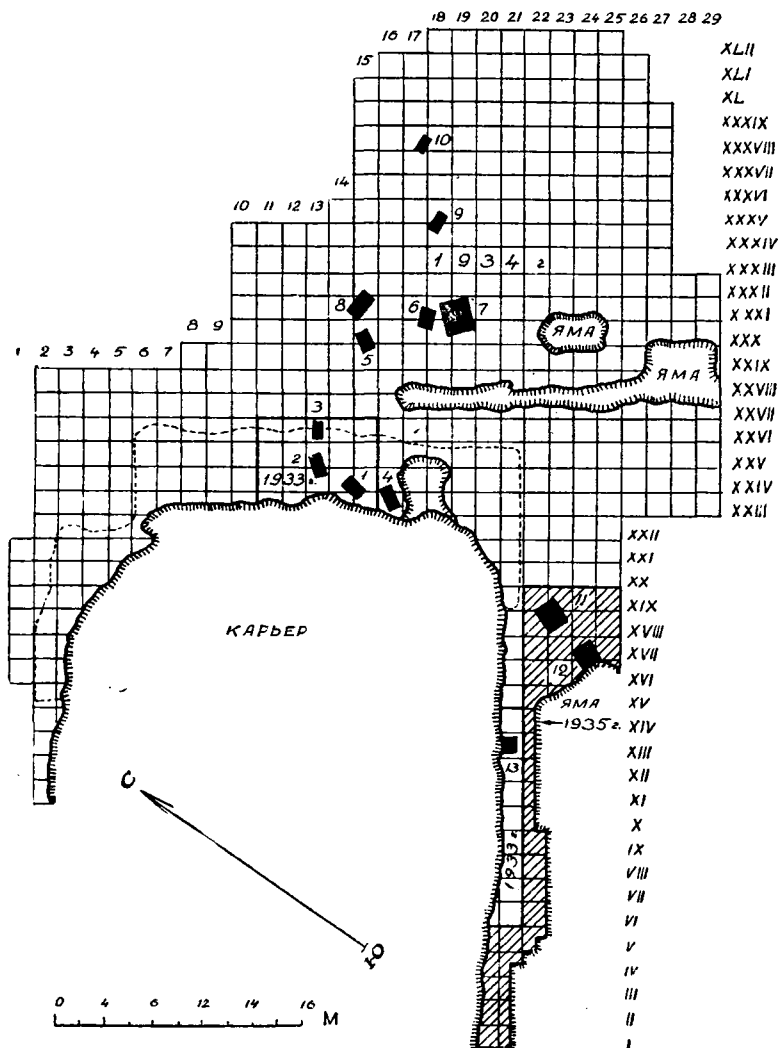 18 19 20 21 22 23 24 25 26 27 28 29
16 17
15
XLII
XLI
XL
XXXIX
10
XXXVIII
XXXVII
14
XXXVI
10 11 12 13
9
XXXV
XXXIV
1934 г
XXXIII
XXXII
8 6 7
XXXI
ЯМА
5
XXX
8 9
1 2 3 4 5 6 7
ЯМА
XXIX
XXVIII
XXVII
3
XXVI
2
XXV
1933 г.
1 4
XXIV
XXIII
XXII
XXI
XX
11
XIX
КАРЬЕР
XVIII
XVII
12
XVI
ЯМА
XV
1935 г.
XIV
13
XIII
XII
XI
X
1933 г.
IX
VIII
VII
VI
V
IV
III
II
I
С
Ю
0 4 6 12 14 16 М